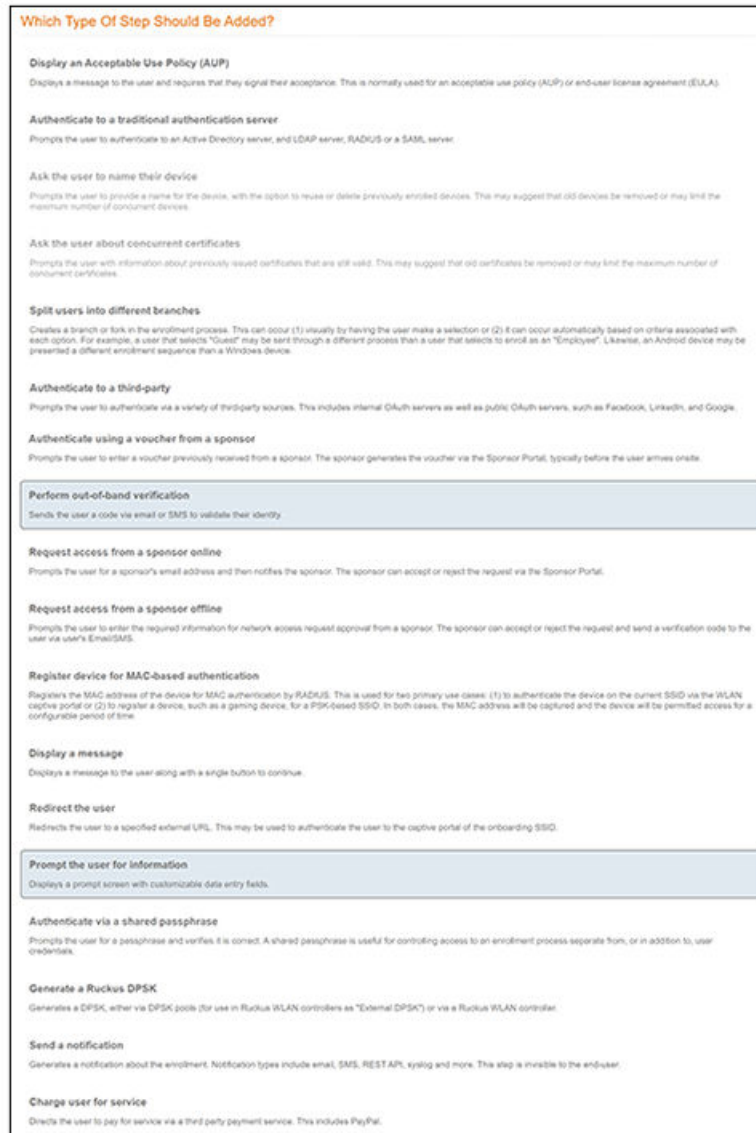 Which Type Of Step Should Be Added?
Display an Acceptable Use Policy (AUP)
Displays a message to the user and requires that they signal their acceptance. This is normally used for an acceptable use policy (AUP) or end-user license agreement (EULA).
Authenticate to a traditional authentication server
Prompts the user to authenticate to an Active Directory server, and LDAP server, RADIUS or a SAML server.
Ask the user to name their device
Prompts the user to provide a name for the device, with the option to reuse or delete previously enrolled devices. This may suggest that old devices be removed or may limit the
maximum number of concurrent devices.
Ask the user about concurrent certificates
Prompts the user with information about previously issued certificates that are still valid. This may suggest that old certificates be removed or may limit the maximum number of
concurrent certificates.
Split users into different branches
Creates a branch or fork in the enrollment process. This can occur (1) visually by having the user make a selection or (2) it can occur automatically based on criteria associated with
each option. For example, a user that selects "Guest" may be sent through a different process than a user that selects to enroll as an "Employee". Likewise, an Android device may be
presented a different enrollment sequence than a Windows device.
Authenticate to a third-party
Prompts the user to authenticate via a variety of third-party sources. This includes internal OAuth servers as well as public OAuth servers, such as Facebook, LinkedIn, and Google.
Authenticate using a voucher from a sponsor
Prompts the user to enter a voucher previously received from a sponsor. The sponsor generates the voucher via the Sponsor Portal, typically before the user arrives onsite.
Perform out-of-band verification
Sends the user a code via email or SMS to validate their identity.
Request access from a sponsor online
Prompts the user for a sponsor's email address and then notifies the sponsor. The sponsor can accept or reject the request via the Sponsor Portal.
Request access from a sponsor offline
Prompts the user to enter the required information for network access request approval from a sponsor. The sponsor can accept or reject the request and send a verification code to the
user via user's Email/SMS.
Register device for MAC-based authentication
Registers the MAC address of the device for MAC authentication by RADIUS. This is used for two primary use cases: (1) to authenticate the device on the current SSID via the WLAN
captive portal or (2) to register a device, such as a gaming device, for a PSK-based SSID. In both cases, the MAC address will be captured and the device will be permitted access for a
configurable period of time.
Display a message
Displays a message to the user along with a single button to continue.
Redirect the user
Redirects the user to a specified external URL. This may be used to authenticate the user to the captive portal of the onboarding SSID.
Prompt the user for information
Displays a prompt screen with customizable data entry fields.
Authenticate via a shared passphrase
Prompts the user for a passphrase and verifies it is correct. A shared passphrase is useful for controlling access to an enrollment process separate from, or in addition to, user
credentials.
Generate a Ruckus DPSK
Generates a DPSK, either via DPSK pools (for use in Ruckus WLAN controllers as "External DPSK") or via a Ruckus WLAN controller.
Send a notification
Generates a notification about the enrollment. Notification types include email, SMS, REST API, syslog and more. This step is invisible to the end-user.
Charge user for service
Directs the user to pay for service via a third party payment service. This includes PayPal.